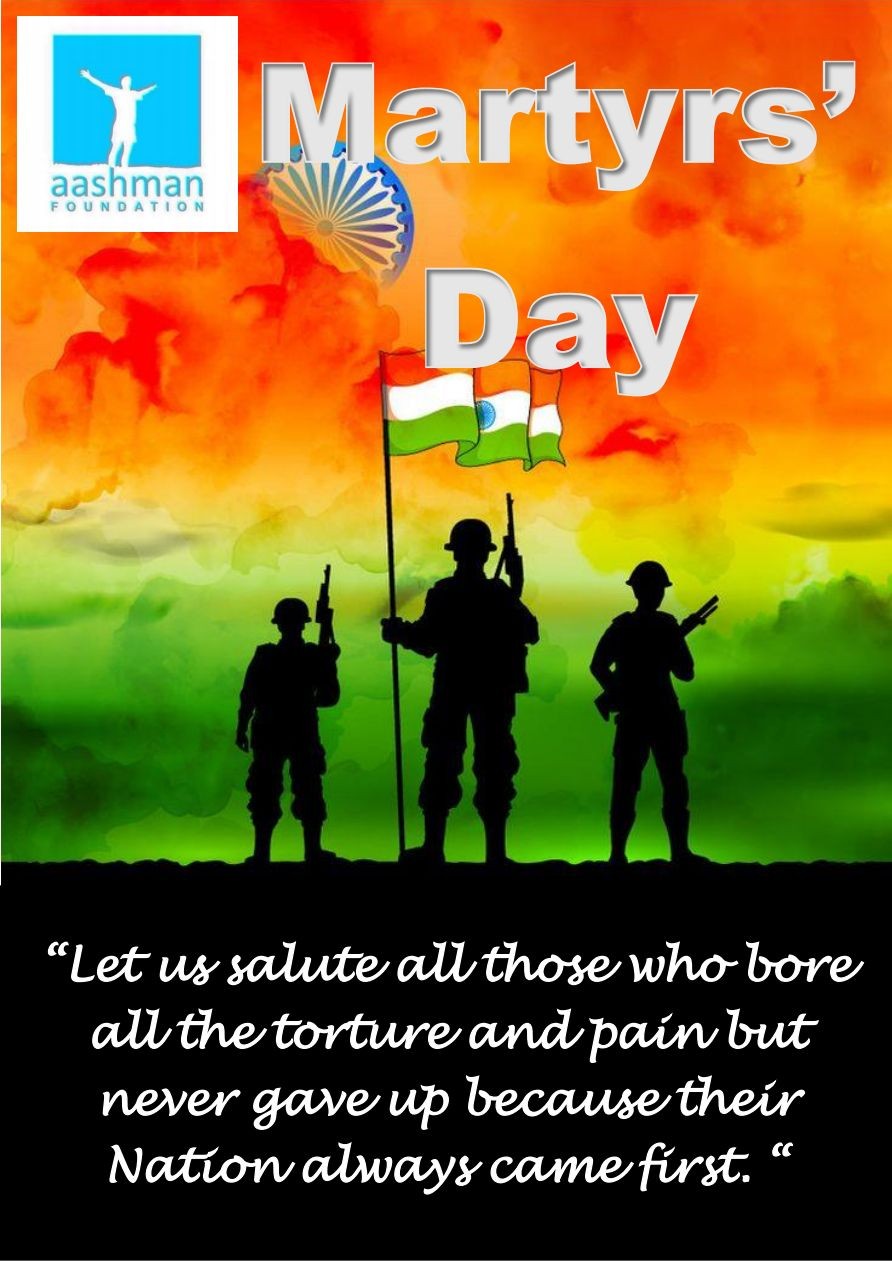 aashman
FOUNDATION
Martyrs’
Day
“Let us salute all those who bore
all the torture and pain but
never gave up because their
Nation always came first. “